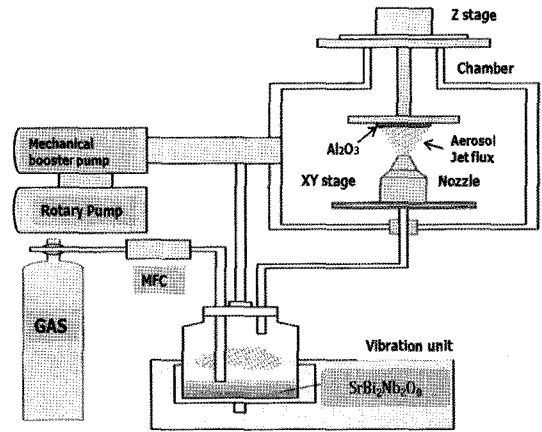 Z stage
Chamber
Mechanical
booster pump
Al₂O₃
Aerosol
Jet flux
XY stage
Nozzle
Rotary Pump
MFC
GAS
Vibration unit
SrBi₂Nb₂O₉